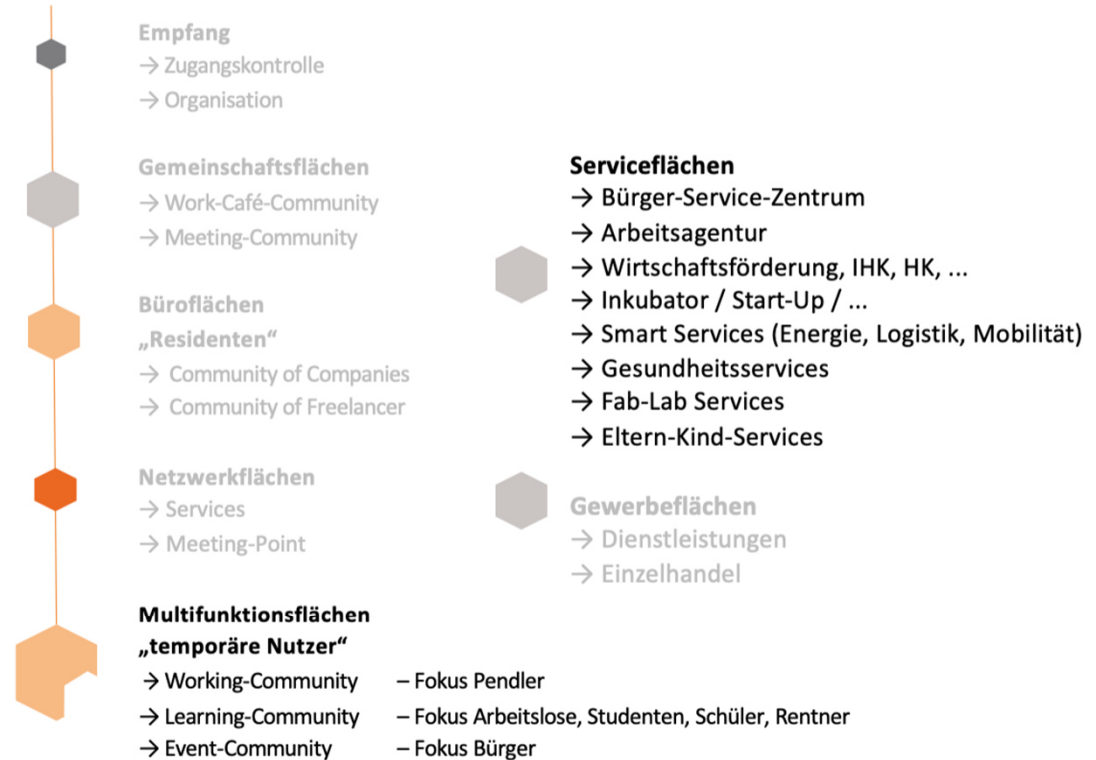 Empfang
→ Zugangskontrolle
→ Organisation
Gemeinschaftsflächen
→ Work-Café-Community
→ Meeting-Community
Büroflächen
„Residenten“
→ Community of Companies
→ Community of Freelancer
Netzwerkflächen
→ Services
→ Meeting-Point
Multifunktionsflächen
„temporäre Nutzer“
→ Working-Community – Fokus Pendler
→ Learning-Community – Fokus Arbeitslose, Studenten, Schüler, Rentner
→ Event-Community – Fokus Bürger
Serviceflächen
→ Bürger-Service-Zentrum
→ Arbeitsagentur
→ Wirtschaftsförderung, IHK, HK, ...
→ Inkubator / Start-Up / ...
→ Smart Services (Energie, Logistik, Mobilität)
→ Gesundheitsservices
→ Fab-Lab Services
→ Eltern-Kind-Services
Gewerbeflächen
→ Dienstleistungen
→ Einzelhandel